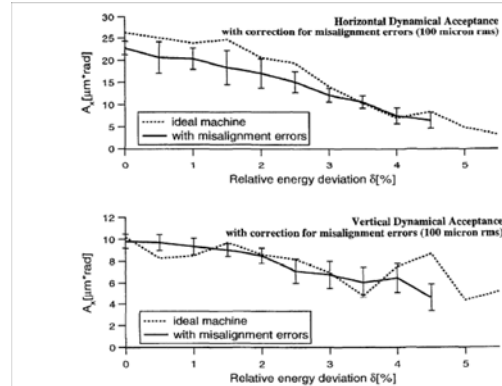 Horizontal Dynamical Acceptance
with correction for misalignment errors (100 micron rms)
30
25
20
15
10
5
0
Aₓ[μm*rad]
ideal machine
with misalignment errors
0 1 2 3 4 5
Relative energy deviation δ[%]
Vertical Dynamical Acceptance
with correction for misalignment errors (100 micron rms)
12
10
8
6
4
2
0
Aₓ[μm*rad]
ideal machine
with misalignment errors
0 1 2 3 4 5
Relative energy deviation δ[%]